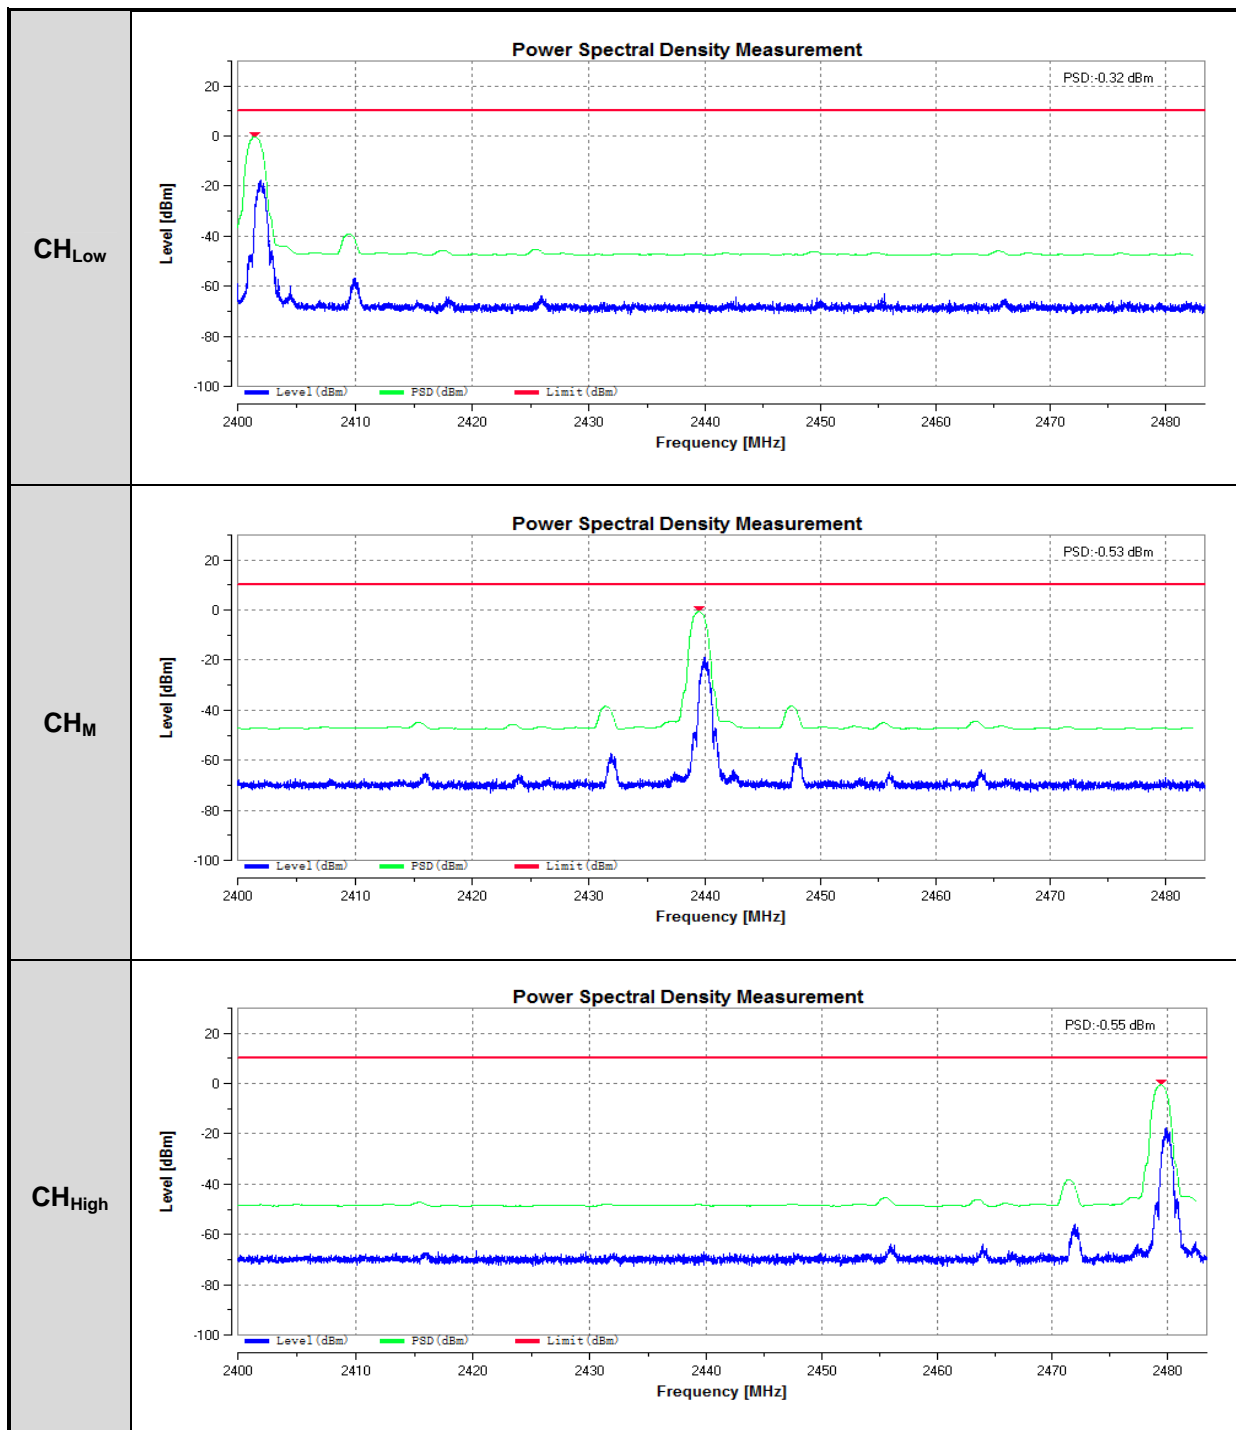 CHLow
Power Spectral Density Measurement
PSD:-0.32 dBm
Level [dBm]
20
0
-20
-40
-60
-80
-100
Level(dBm) PSD(dBm) Limit(dBm)
2400 2410 2420 2430 2440 2450 2460 2470 2480
Frequency [MHz]
CHM
Power Spectral Density Measurement
PSD:-0.53 dBm
Level [dBm]
20
0
-20
-40
-60
-80
-100
Level(dBm) PSD(dBm) Limit(dBm)
2400 2410 2420 2430 2440 2450 2460 2470 2480
Frequency [MHz]
CHHigh
Power Spectral Density Measurement
PSD:-0.55 dBm
Level [dBm]
20
0
-20
-40
-60
-80
-100
Level(dBm) PSD(dBm) Limit(dBm)
2400 2410 2420 2430 2440 2450 2460 2470 2480
Frequency [MHz]